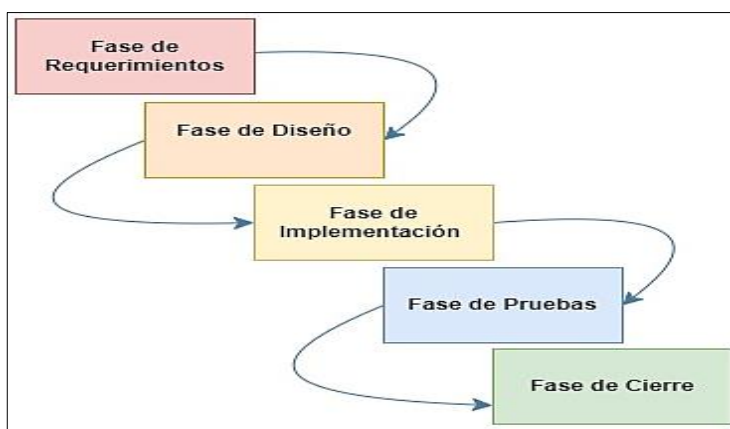 Fase de
Requerimientos
Fase de Diseño
Fase de
Implementación
Fase de Pruebas
Fase de Cierre